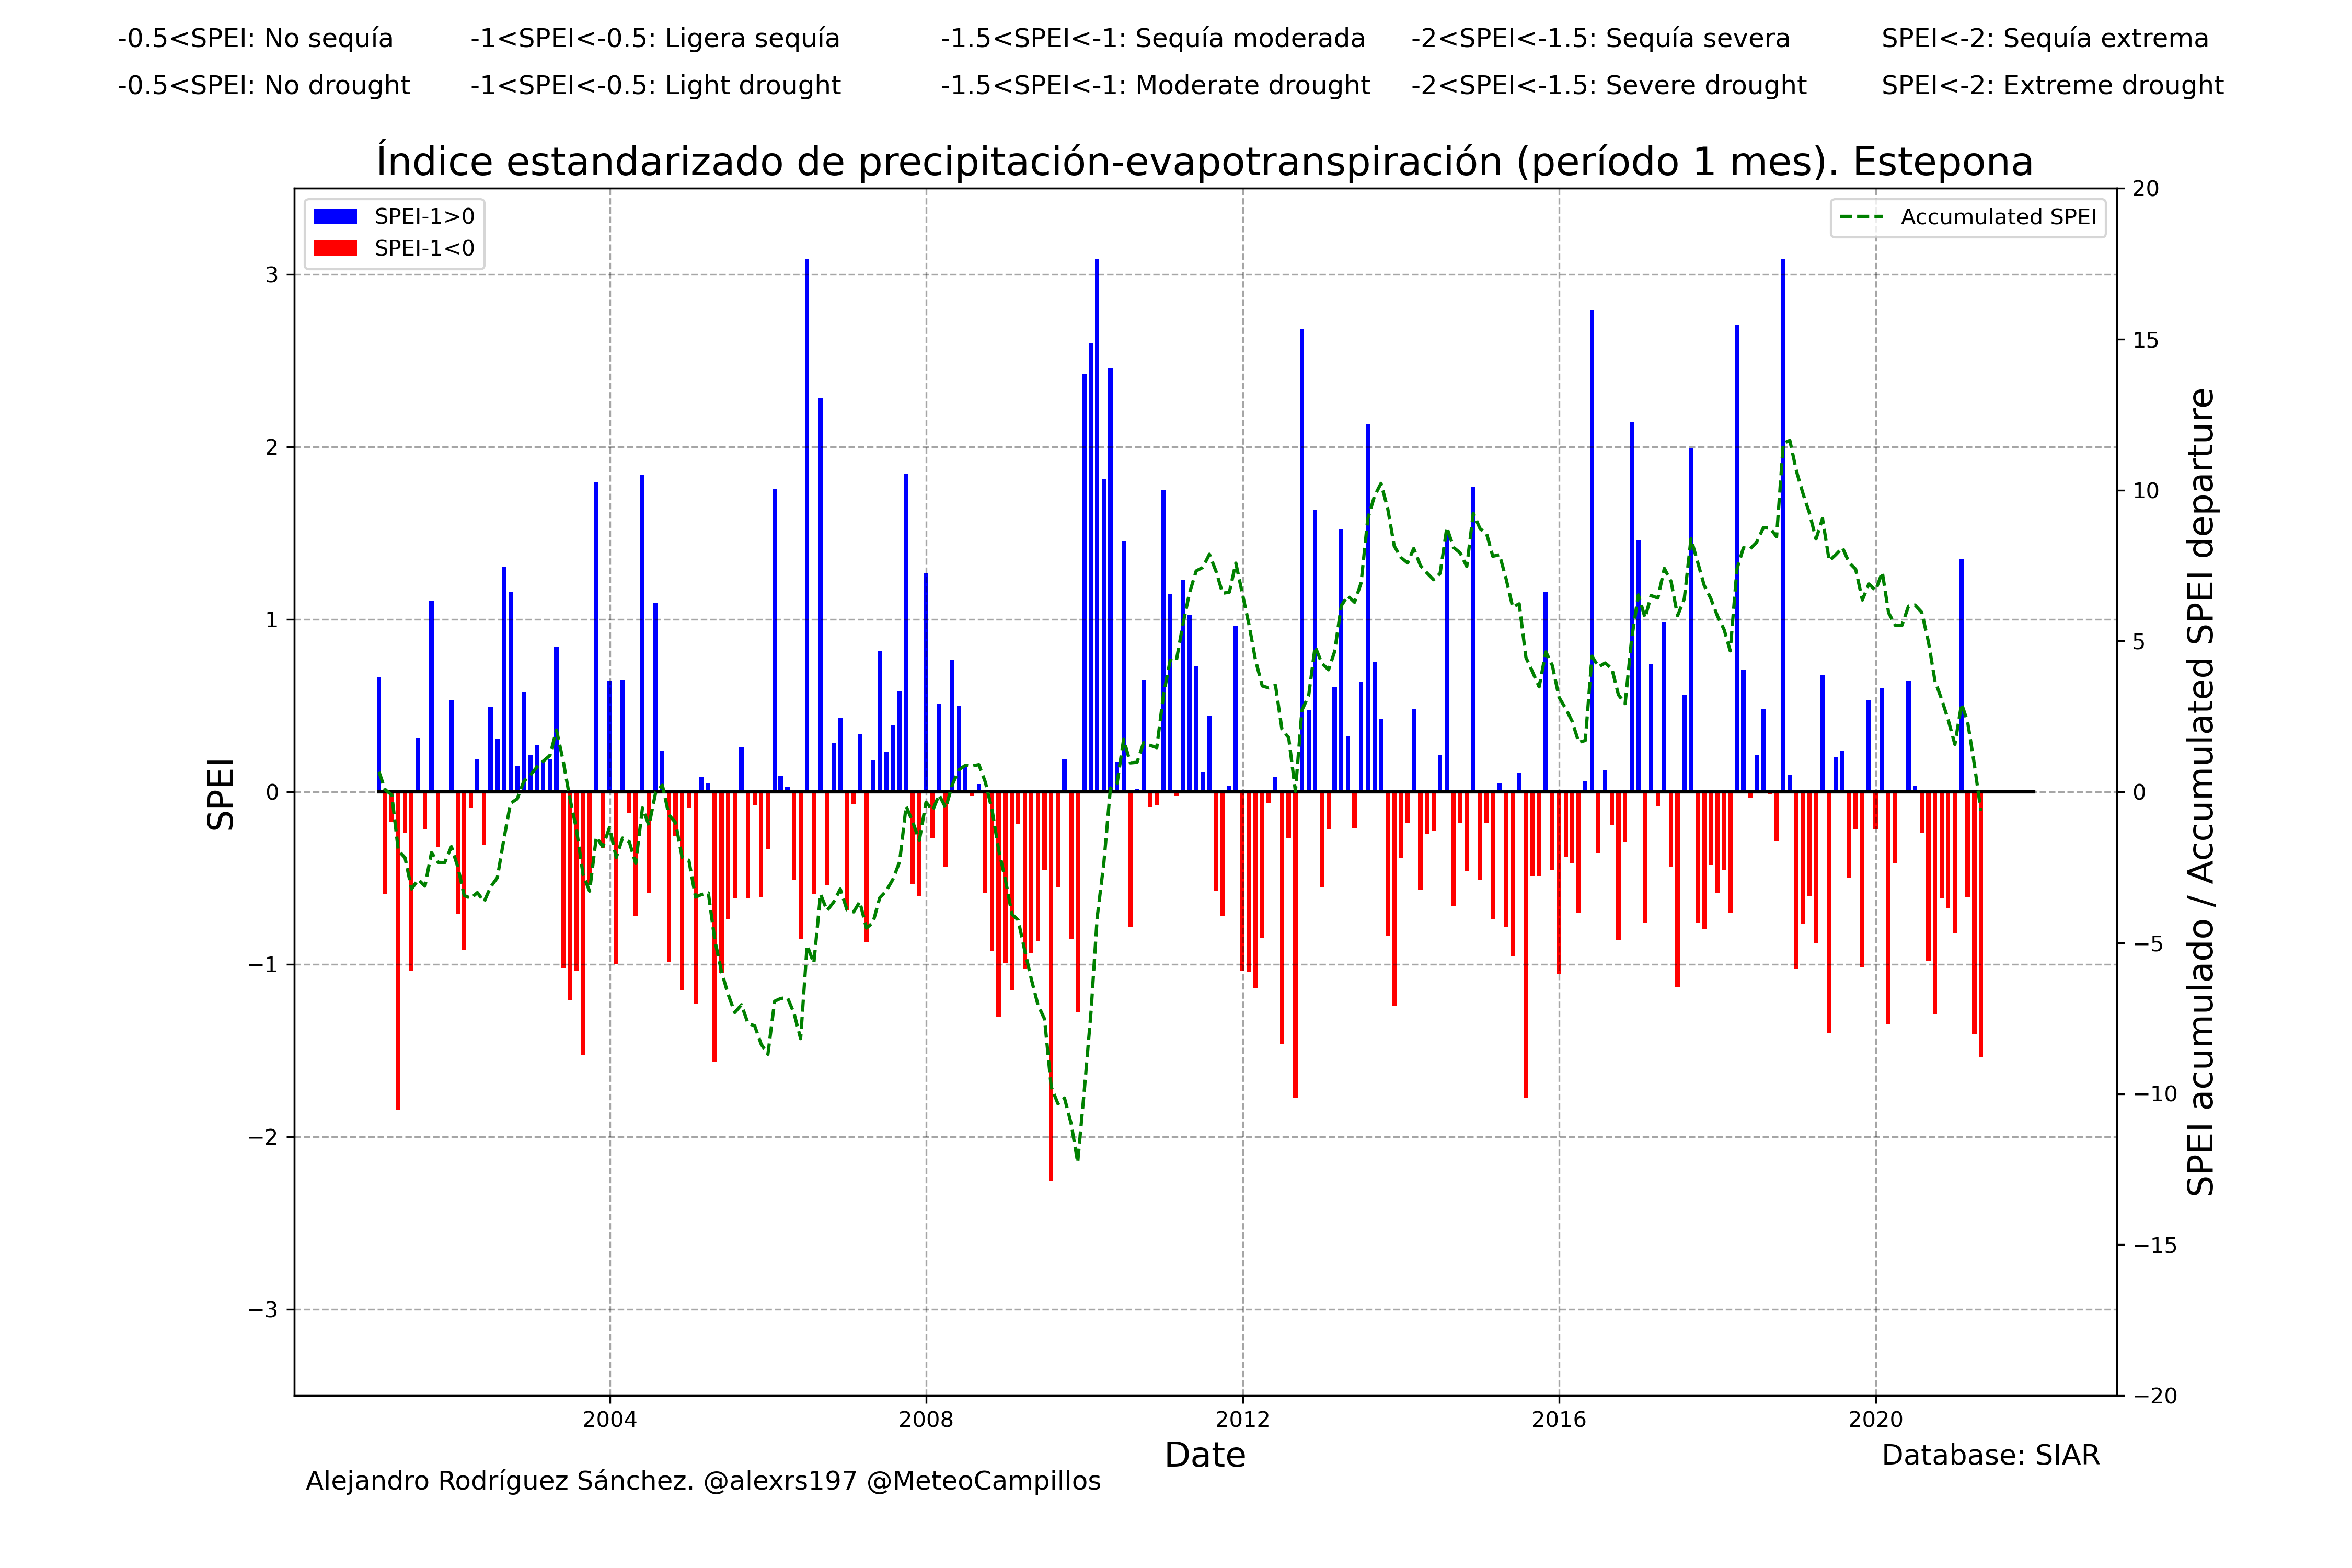 -0.5<SPEI: No sequía -1<SPEI<-0.5: Ligera sequía -1.5<SPEI<-1: Sequía moderada -2<SPEI<-1.5: Sequía severa SPEI<-2: Sequía extrema
-0.5<SPEI: No drought -1<SPEI<-0.5: Light drought -1.5<SPEI<-1: Moderate drought -2<SPEI<-1.5: Severe drought SPEI<-2: Extreme drought
Índice estandarizado de precipitación-evapotranspiración (período 1 mes). Estepona
SPEI-1>0
SPEI-1<0
Accumulated SPEI
SPEI
3
2
1
0
−1
−2
−3
20
15
10
5
0
−5
−10
−15
−20
SPEI acumulado / Accumulated SPEI departure
2004 2008 2012 2016 2020
Date
Database: SIAR
Alejandro Rodríguez Sánchez. @alexrs197 @MeteoCampillos